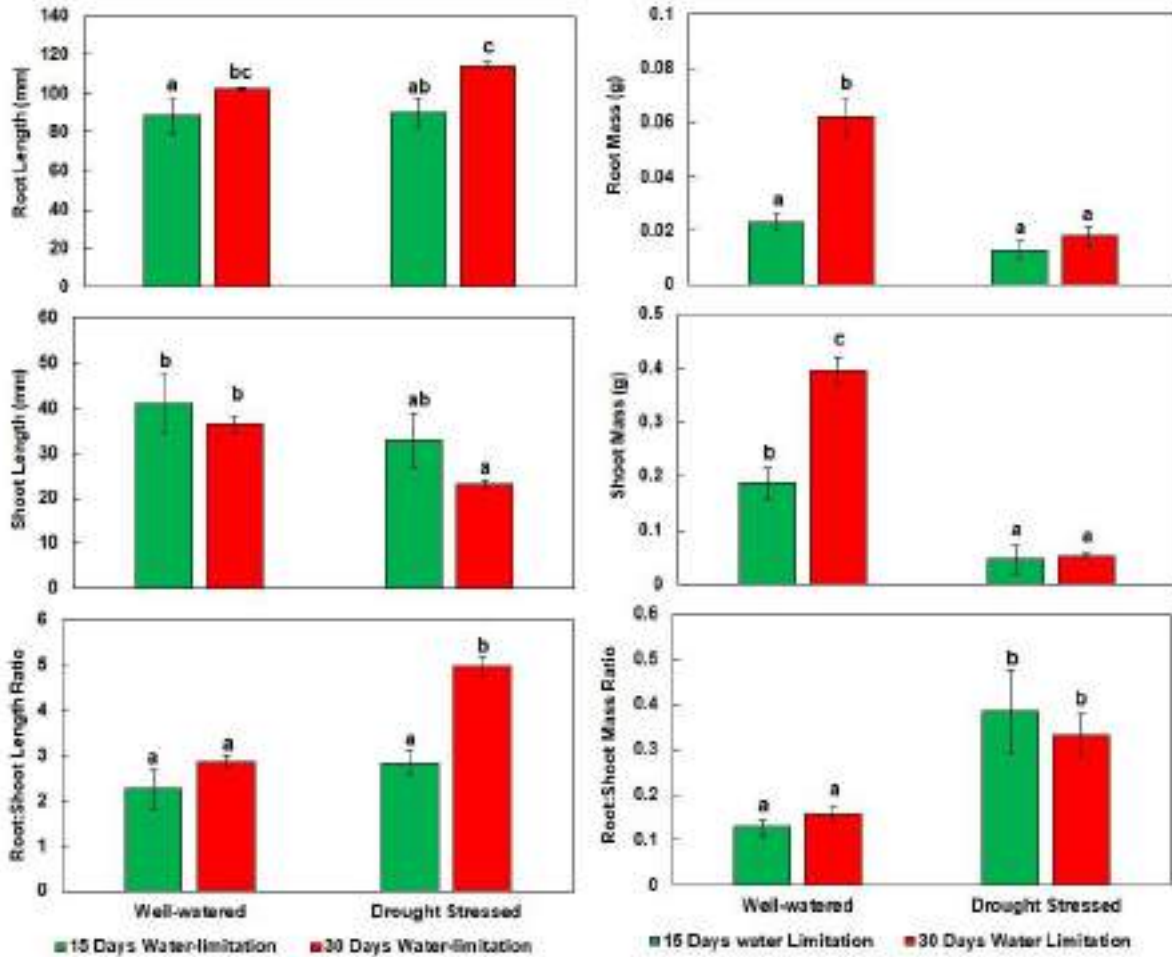 140
120
100
80
60
40
20
0
Root Length (mm)
a
bc
ab
c
0.1
0.08
0.06
0.04
0.02
0
Root Mass (g)
a
b
a
a
60
50
40
30
20
10
0
Shoot Length (mm)
b
b
ab
a
0.5
0.4
0.3
0.2
0.1
0
Shoot Mass (g)
b
c
a
a
6
5
4
3
2
1
0
Root:Shoot Length Ratio
a
a
a
b
Well-watered
Drought Stressed
15 Days Water-limitation
30 Days Water-limitation
0.6
0.5
0.4
0.3
0.2
0.1
0
Root:Shoot Mass Ratio
a
a
b
b
Well-watered
Drought Stressed
15 Days water Limitation
30 Days Water Limitation